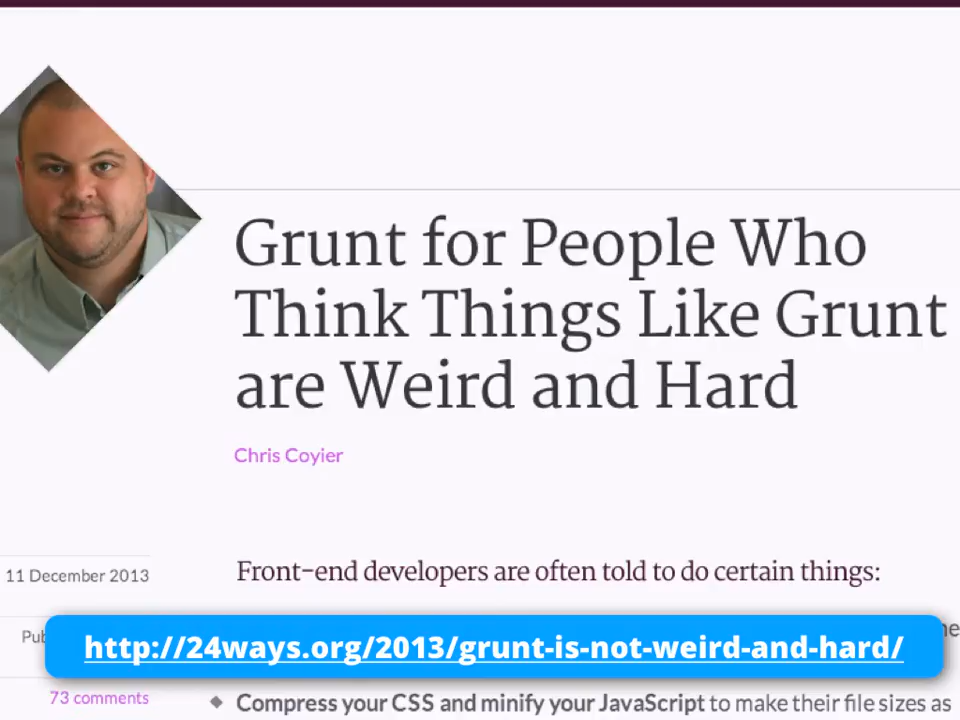 Grunt for People Who
Think Things Like Grunt
are Weird and Hard
Chris Coyier
11 December 2013
Front-end developers are often told to do certain things:
http://24ways.org/2013/grunt-is-not-weird-and-hard/
73 comments
Compress your CSS and minify your JavaScript to make their file sizes as